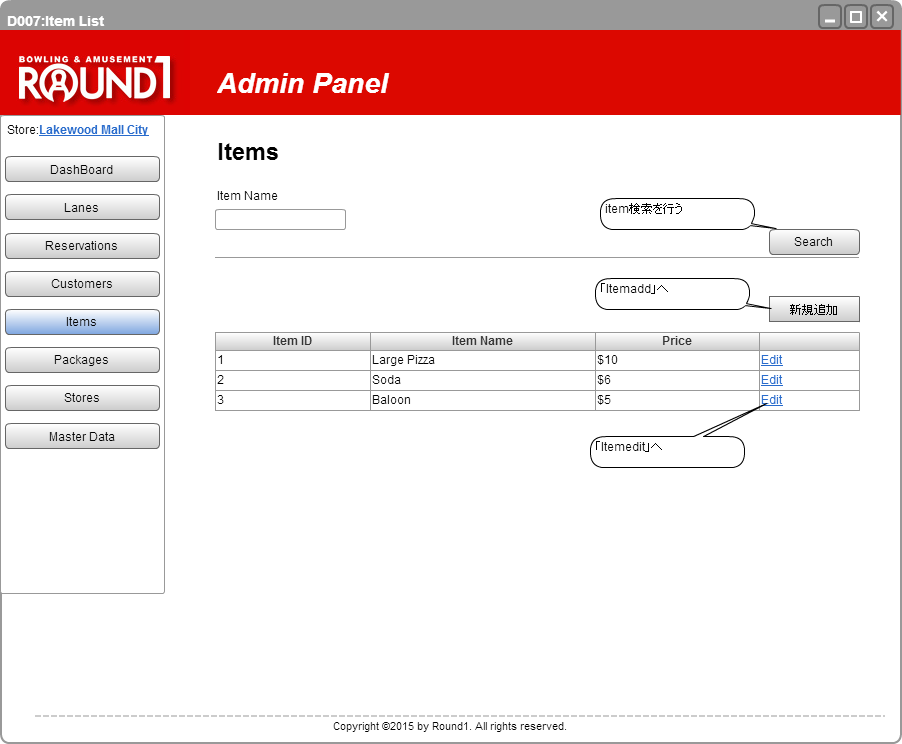 D007:Item List
BOWLING & AMUSEMENT
ROUND1
Admin Panel
Store:Lakewood Mall City
DashBoard
Lanes
Reservations
Customers
Items
Packages
Stores
Master Data
Items
Item Name
item検索を行う
Search
「Itemadd」へ
新規追加
Item ID Item Name Price
1 Large Pizza $10 Edit
2 Soda $6 Edit
3 Baloon $5 Edit
「Itemedit」へ
Copyright ©2015 by Round1. All rights reserved.